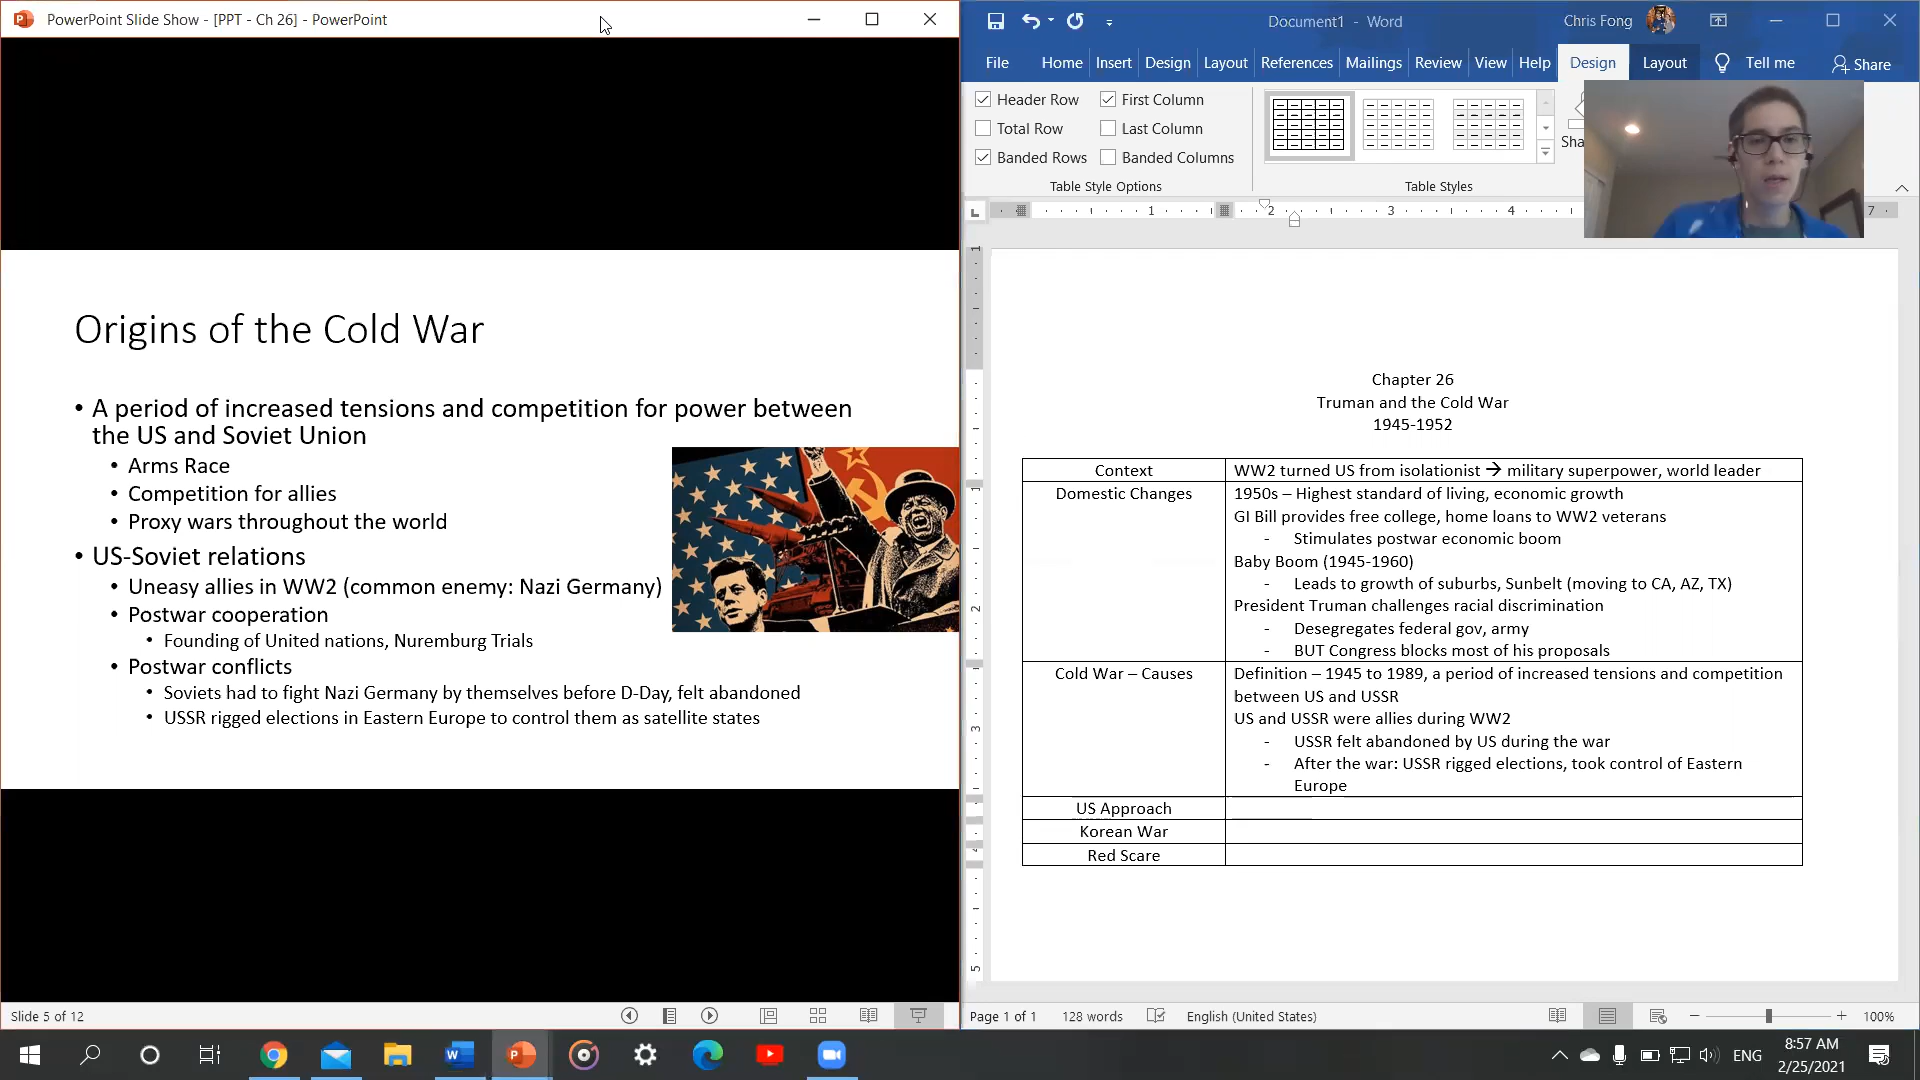 PowerPoint Slide Show - [PPT - Ch 26] - PowerPoint
Origins of the Cold War
• A period of increased tensions and competition for power between
the US and Soviet Union
• Arms Race
• Competition for allies
• Proxy wars throughout the world
• US-Soviet relations
• Uneasy allies in WW2 (common enemy: Nazi Germany)
• Postwar cooperation
• Founding of United nations, Nuremburg Trials
• Postwar conflicts
• Soviets had to fight Nazi Germany by themselves before D-Day, felt abandoned
• USSR rigged elections in Eastern Europe to control them as satellite states
Slide 5 of 12
Document1 - Word
Chris Fong
File Home Insert Design Layout References Mailings Review View Help Design Layout Tell me Share
Header Row First Column
Total Row Last Column
Banded Rows Banded Columns
Table Style Options
Table Styles
Sha
1 2 3 4 7
1
1
2
3
5
Chapter 26
Truman and the Cold War
1945-1952
Context WW2 turned US from isolationist → military superpower, world leader
Domestic Changes 1950s – Highest standard of living, economic growth
GI Bill provides free college, home loans to WW2 veterans
- Stimulates postwar economic boom
Baby Boom (1945-1960)
- Leads to growth of suburbs, Sunbelt (moving to CA, AZ, TX)
President Truman challenges racial discrimination
- Desegregates federal gov, army
- BUT Congress blocks most of his proposals
Cold War – Causes Definition – 1945 to 1989, a period of increased tensions and competition
between US and USSR
US and USSR were allies during WW2
- USSR felt abandoned by US during the war
- After the war: USSR rigged elections, took control of Eastern
Europe
US Approach
Korean War
Red Scare
Page 1 of 1 128 words English (United States) 100%
ENG
8:57 AM
2/25/2021